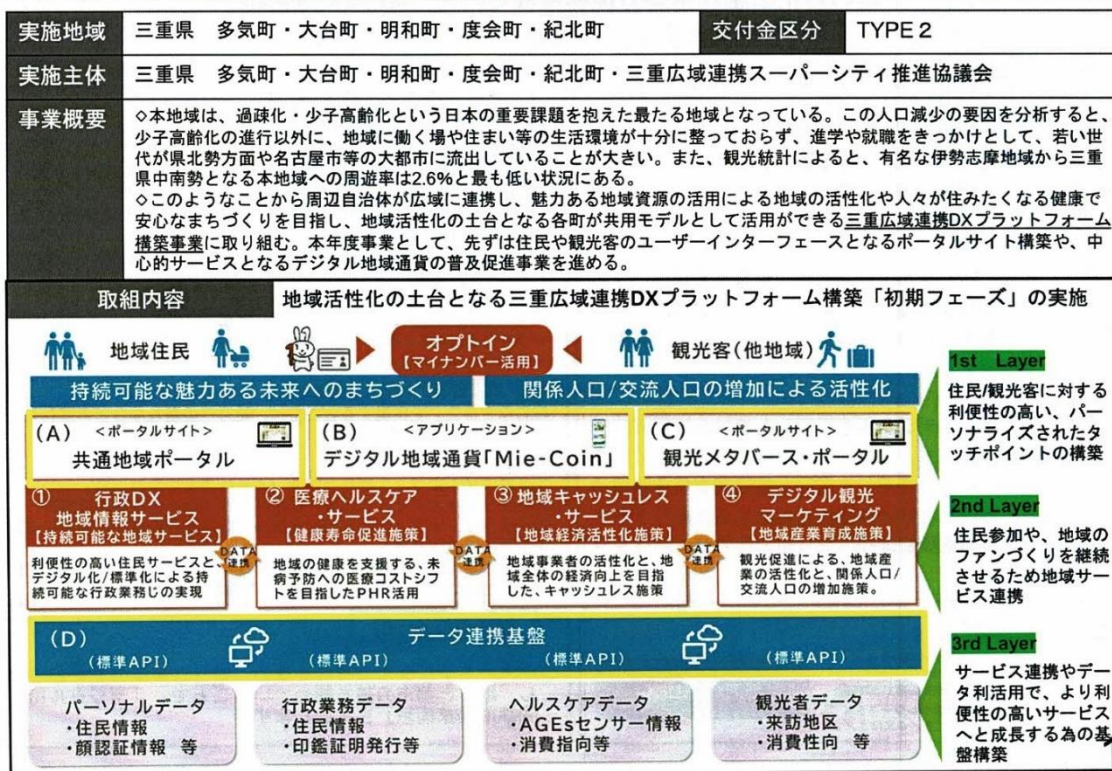 実施地域 三重県 多気町・大台町・明和町・度会町・紀北町 交付金区分 TYPE 2
実施主体 三重県 多気町・大台町・明和町・度会町・紀北町・三重広域連携スーパーシティ推進協議会
事業概要
◇本地域は、過疎化・少子高齢化という日本の重要課題を抱えた最たる地域となっている。この人口減少の要因を分析すると、
少子高齢化の進行以外に、地域に働く場や住まい等の生活環境が十分に整っておらず、進学や就職をきっかけとして、若い世
代が県北勢方面や名古屋市等の大都市に流出していることが大きい。また、観光統計によると、有名な伊勢志摩地域から三重
県中南勢となる本地域への周遊率は2.6%と最も低い状況にある。
◇このようなことから周辺自治体が広域に連携し、魅力ある地域資源の活用による地域の活性化や人々が住みたくなる健康で
安心なまちづくりを目指し、地域活性化の土台となる各町が共用モデルとして活用ができる三重広域連携DXプラットフォーム
構築事業に取り組む。本年度事業として、先ずは住民や観光客のユーザーインターフェースとなるポータルサイト構築や、中
心的サービスとなるデジタル地域通貨の普及促進事業を進める。
取組内容 地域活性化の土台となる三重広域連携DXプラットフォーム構築「初期フェーズ」の実施
地域住民
オプトイン
【マイナンバー活用】
観光客(他地域)
持続可能な魅力ある未来へのまちづくり
関係人口/交流人口の増加による活性化
(A) <ポータルサイト>
共通地域ポータル
(B) <アプリケーション>
デジタル地域通貨「Mie-Coin」
(C) <ポータルサイト>
観光メタバース・ポータル
1st Layer
住民/観光客に対する
利便性の高い、パー
ソナライズされたタ
ッチポイントの構築
① 行政DX
地域情報サービス
【持続可能な地域サービス】
利便性の高い住民サービスと、
デジタル化/標準化による持
続可能な行政業務じの実現
DATA
連携
② 医療ヘルスケア
・サービス
【健康寿命促進施策】
地域の健康を支援する、未
病予防への医療コストシフ
トを目指したPHR活用
DATA
連携
③ 地域キャッシュレス
・サービス
【地域経済活性化施策】
地域事業者の活性化と、地
域全体の経済向上を目指
した、キャッシュレス施策
DATA
連携
④ デジタル観光
マーケティング
【地域産業育成施策】
観光促進による、地域産
業の活性化と、関係人口/
交流人口の増加施策。
2nd Layer
住民参加や、地域の
ファンづくりを継続
させるため地域サー
ビス連携
(D) データ連携基盤
(標準API) (標準API) (標準API) (標準API)
パーソナルデータ
・住民情報
・顔認証情報 等
行政業務データ
・住民情報
・印鑑証明発行等
ヘルスケアデータ
・AGEsセンサー情報
・消費指向等
観光者データ
・来訪地区
・消費性向 等
3rd Layer
サービス連携やデー
タ利活用で、より利
便性の高いサービス
へと成長する為の基
盤構築